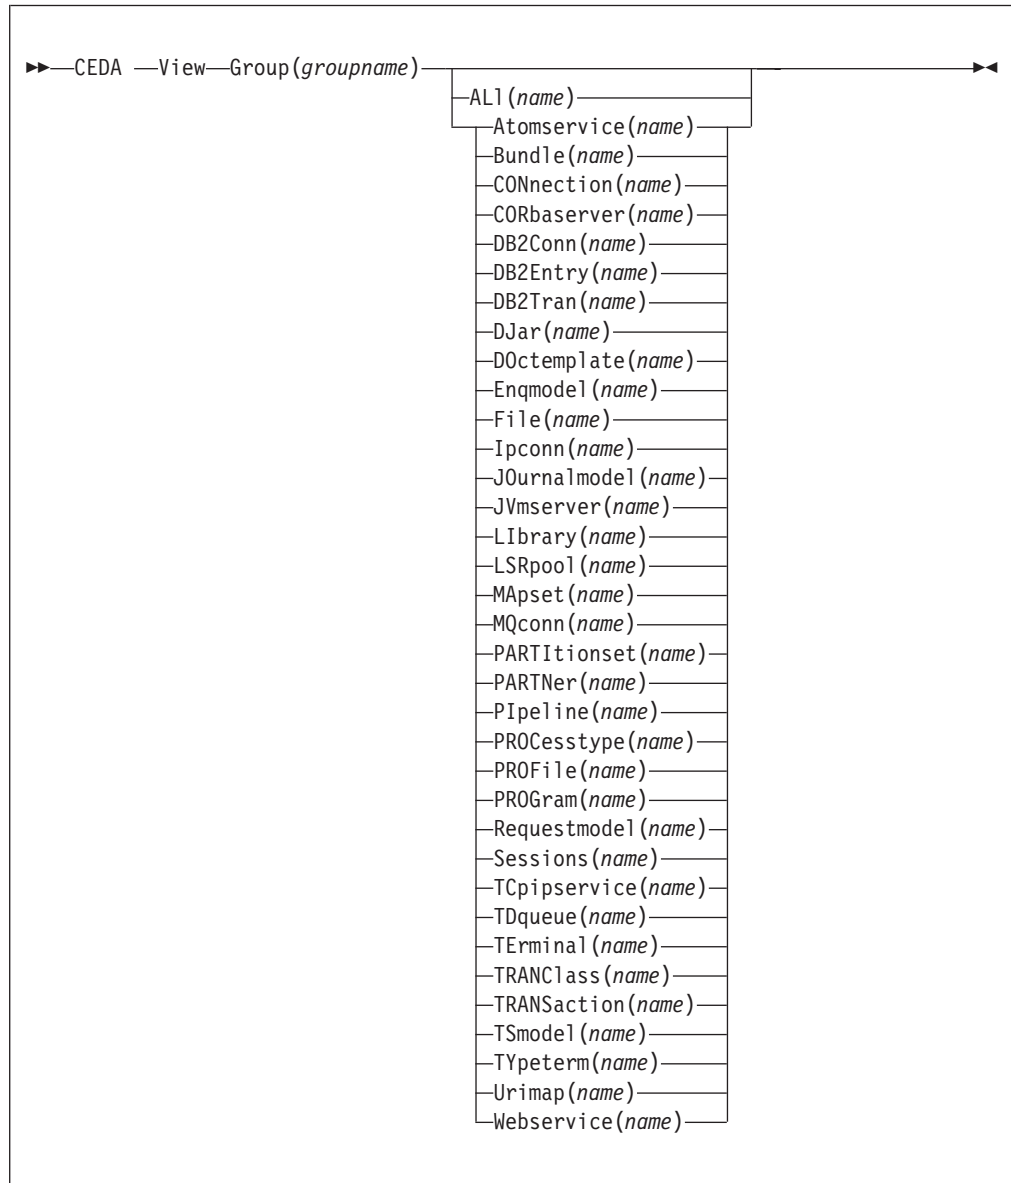 CEDA View Group(groupname)
ALl(name)
Atomservice(name)
Bundle(name)
CONnection(name)
CORbaserver(name)
DB2Conn(name)
DB2Entry(name)
DB2Tran(name)
DJar(name)
DOctemplate(name)
Enqmodel(name)
File(name)
Ipconn(name)
JOurnalmodel(name)
JVmserver(name)
LIbrary(name)
LSRpool(name)
MApset(name)
MQconn(name)
PARTItionset(name)
PARTNer(name)
PIpeline(name)
PROCesstype(name)
PROFile(name)
PROGram(name)
Requestmodel(name)
Sessions(name)
TCpipservice(name)
TDqueue(name)
TErminal(name)
TRANClass(name)
TRANSaction(name)
TSmodel(name)
TYpeterm(name)
Urimap(name)
Webservice(name)